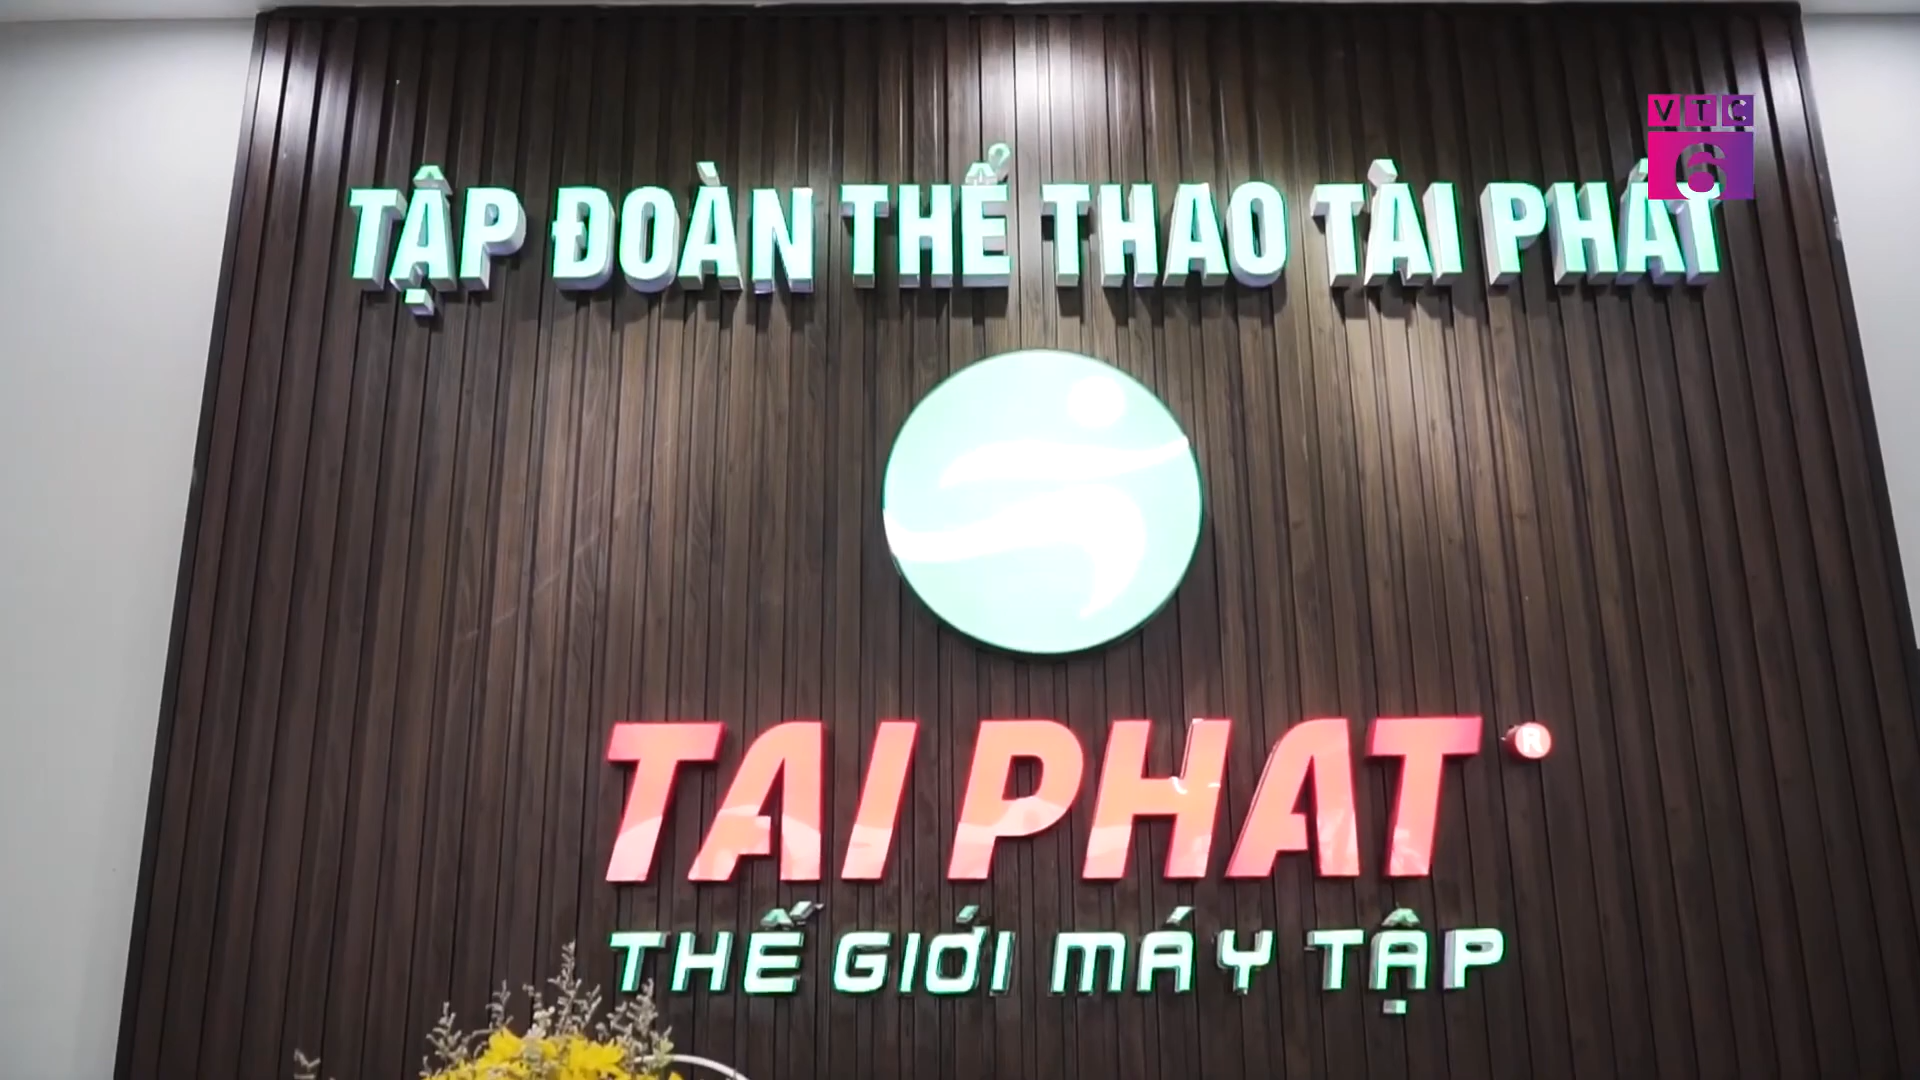 VTC
6
TẬP ĐOÀN THỂ THAO TÀI PHÁT
TAI PHAT ®
THẾ GIỚI MÁY TẬP